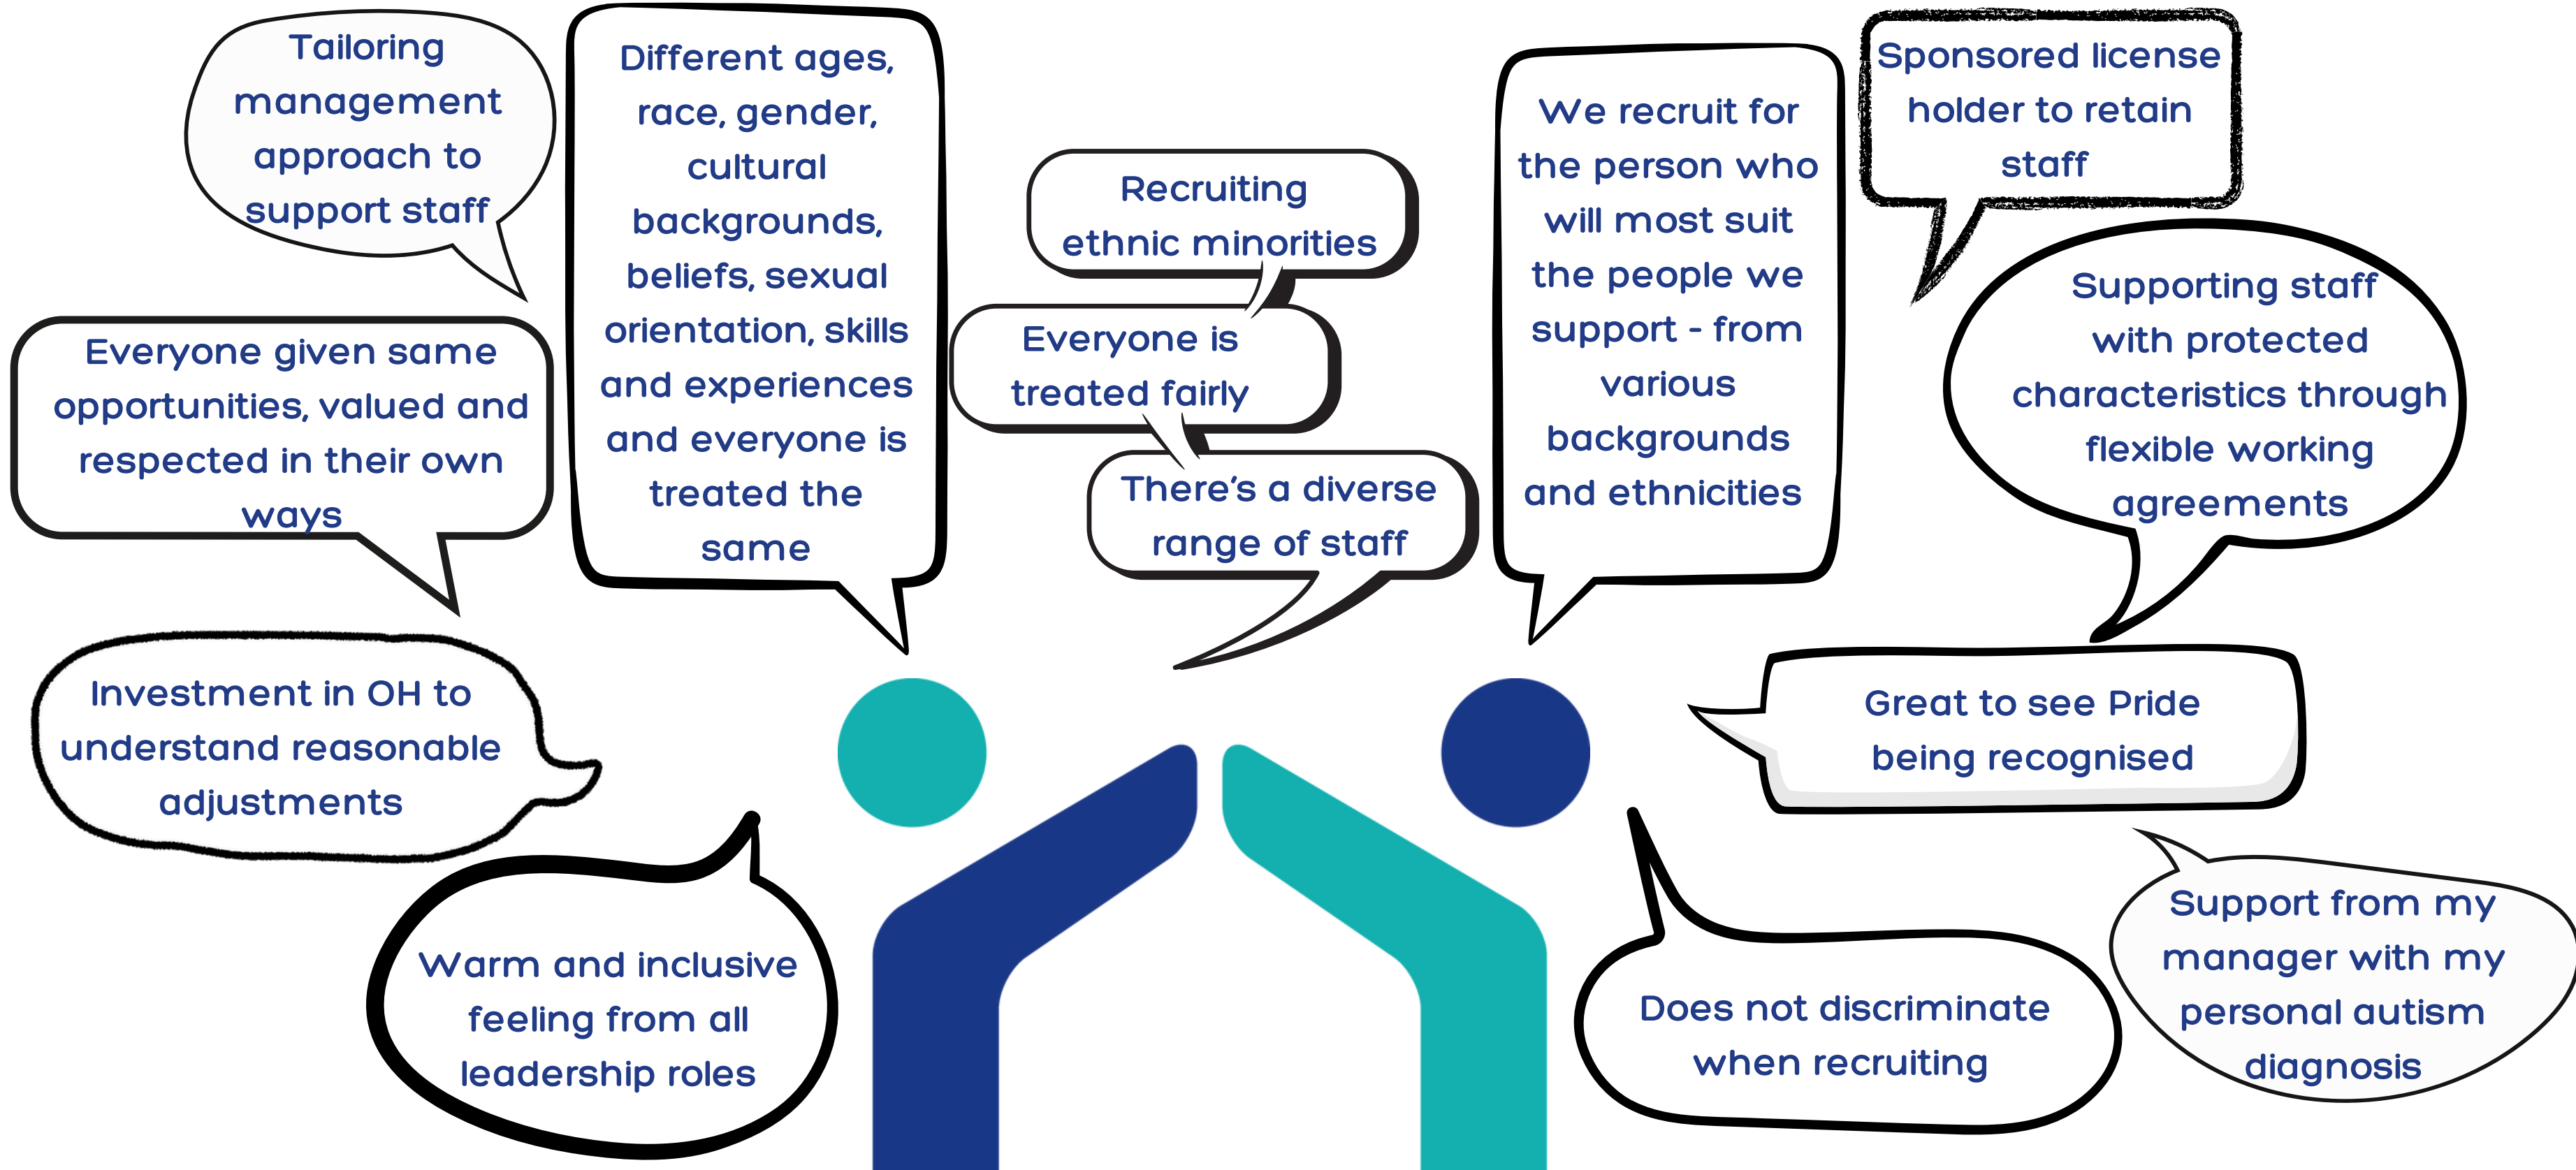 Tailoring
management
approach to
support staff
Different ages,
race, gender,
cultural
backgrounds,
beliefs, sexual
orientation, skills
and experiences
and everyone is
treated the
same
Recruiting
ethnic minorities
Everyone is
treated fairly
There's a diverse
range of staff
We recruit for
the person who
will most suit
the people we
support - from
various
backgrounds
and ethnicities
Sponsored license
holder to retain
staff
Everyone given same
opportunities, valued and
respected in their own
ways
Supporting staff
with protected
characteristics through
flexible working
agreements
Investment in OH to
understand reasonable
adjustments
Great to see Pride
being recognised
Warm and inclusive
feeling from all
leadership roles
Does not discriminate
when recruiting
Support from my
manager with my
personal autism
diagnosis